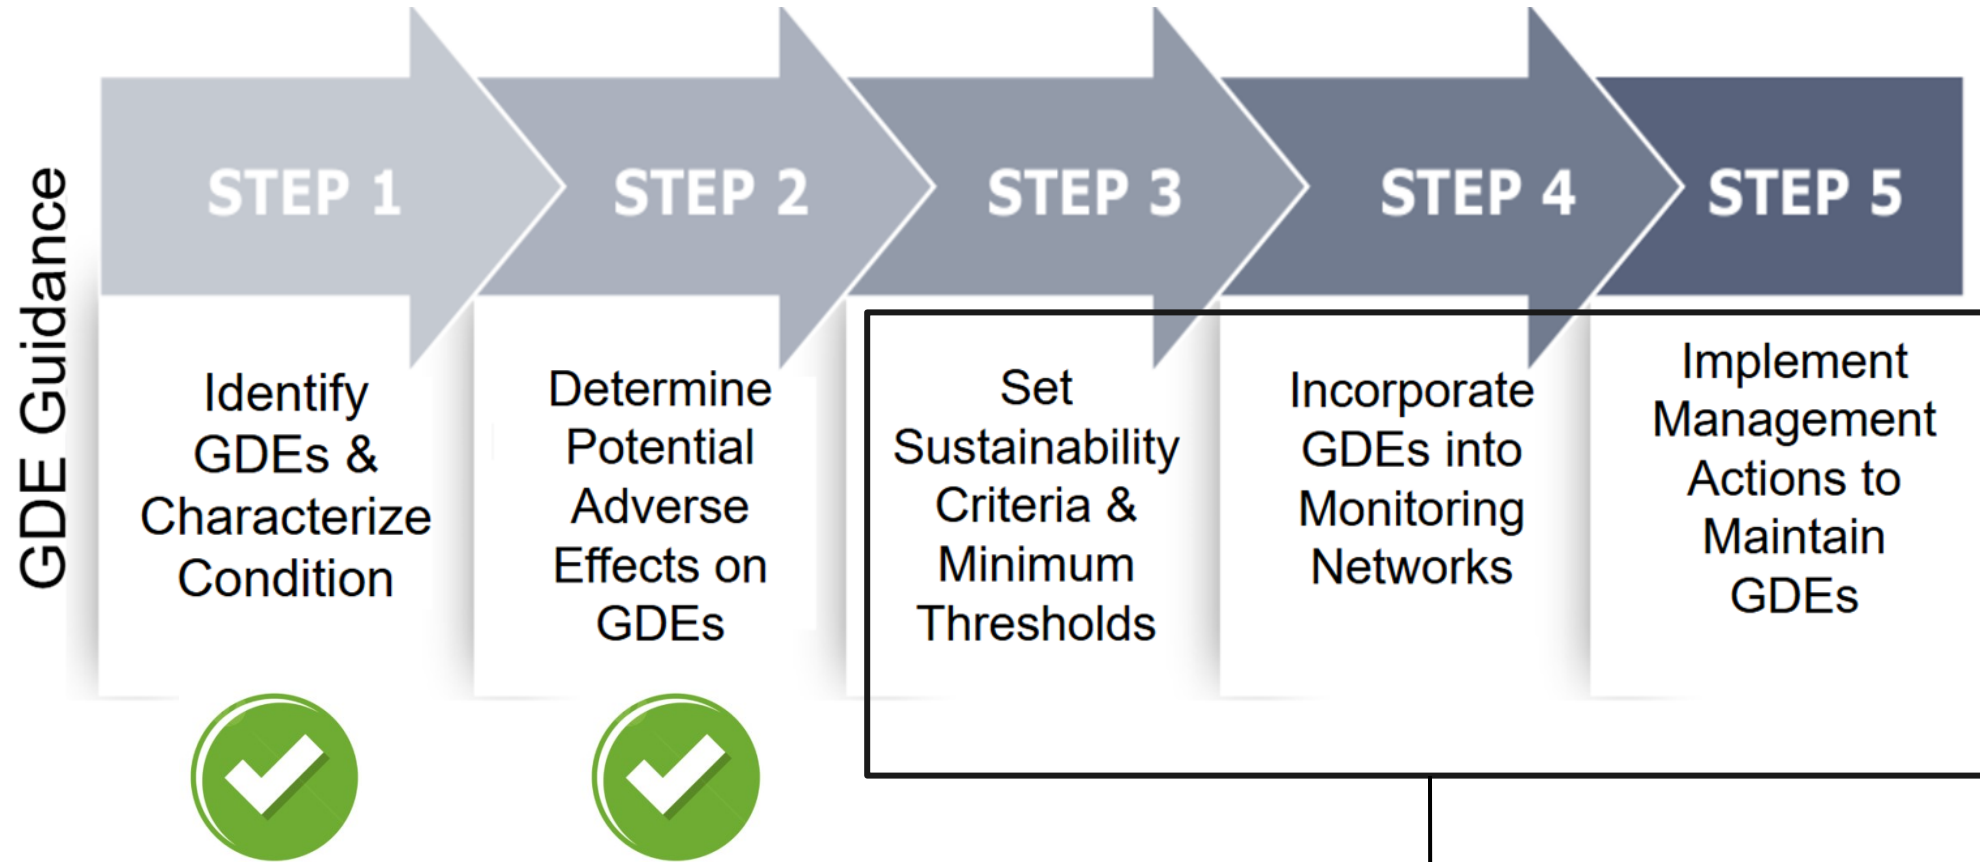 GDE Guidance
STEP 1
STEP 2
STEP 3
STEP 4
STEP 5
Identify
GDEs &
Characterize
Condition
Determine
Potential
Adverse
Effects on
GDEs
Set
Sustainability
Criteria &
Minimum
Thresholds
Incorporate
GDEs into
Monitoring
Networks
Implement
Management
Actions to
Maintain
GDEs